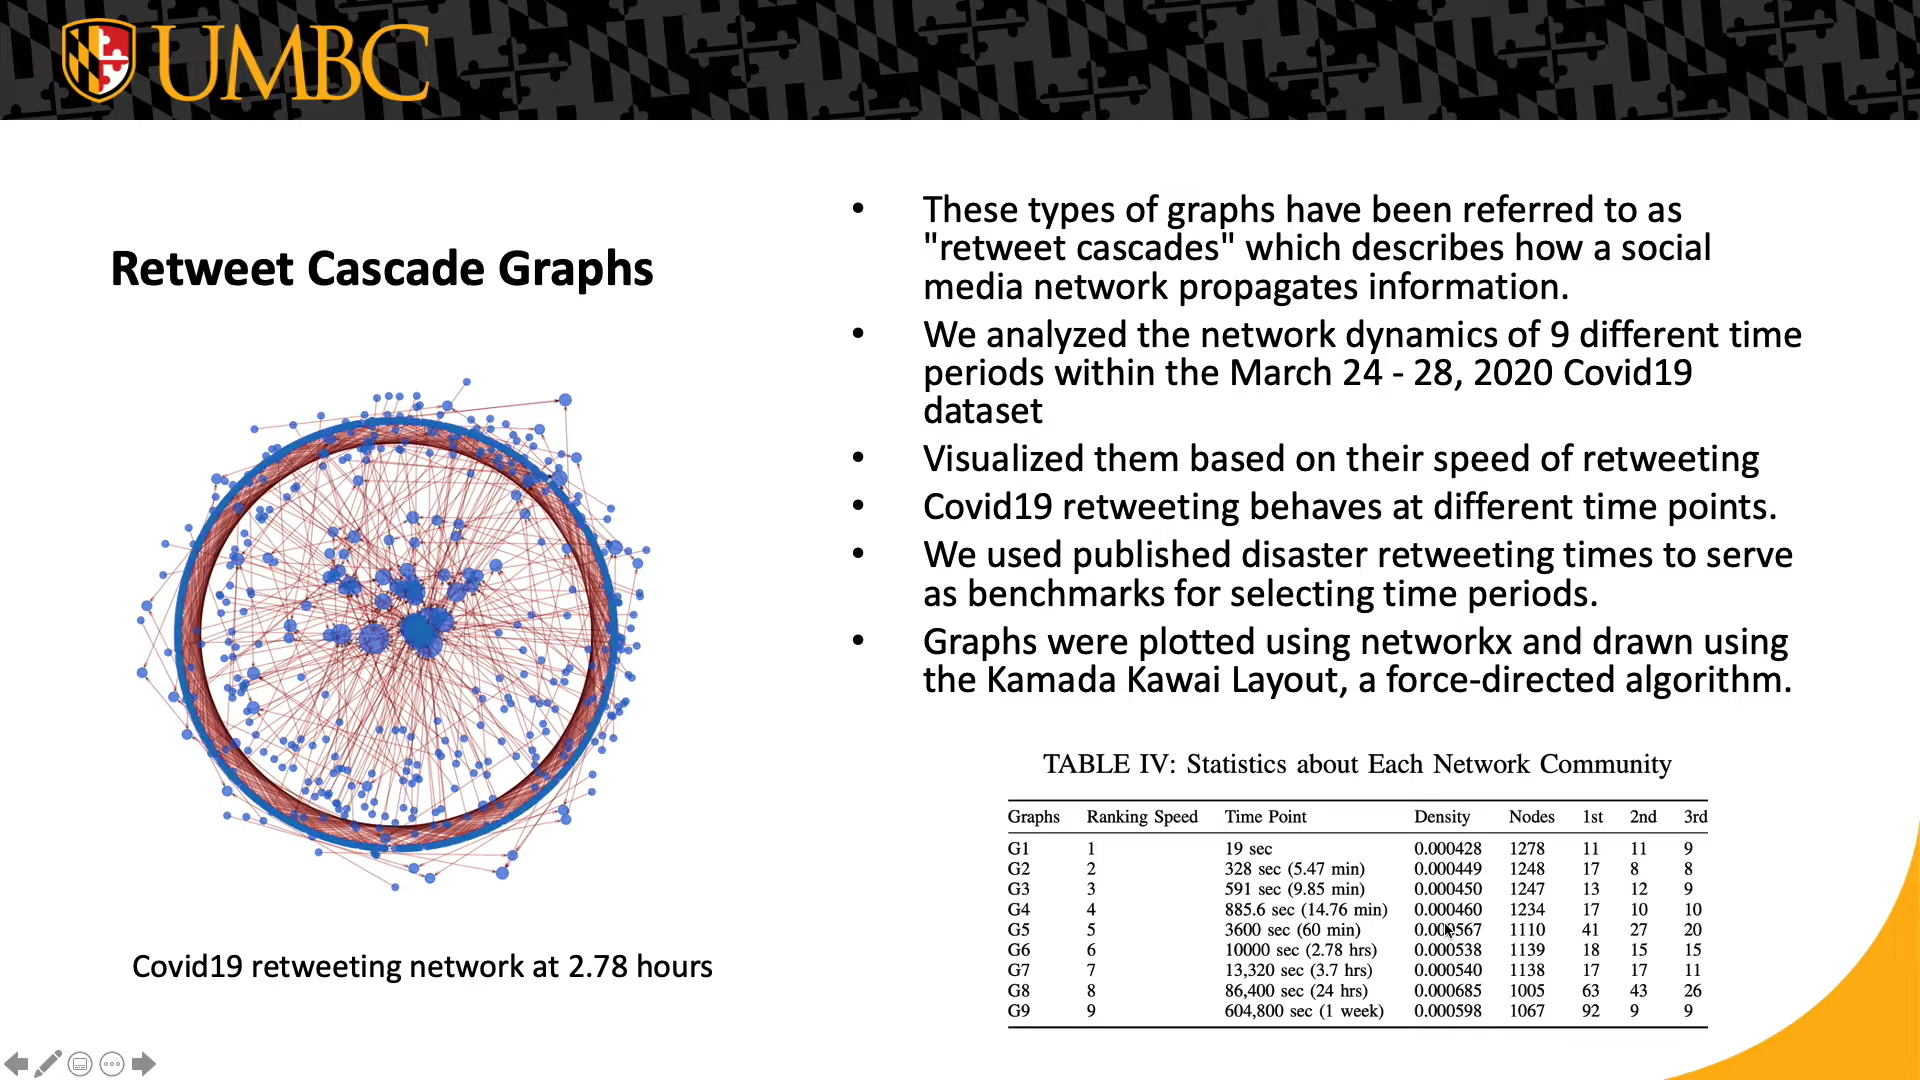 UMBC
Retweet Cascade Graphs
• These types of graphs have been referred to as
"retweet cascades" which describes how a social
media network propagates information.
• We analyzed the network dynamics of 9 different time
periods within the March 24 - 28, 2020 Covid19
dataset
• Visualized them based on their speed of retweeting
• Covid19 retweeting behaves at different time points.
• We used published disaster retweeting times to serve
as benchmarks for selecting time periods.
• Graphs were plotted using networkx and drawn using
the Kamada Kawai Layout, a force-directed algorithm.
Covid19 retweeting network at 2.78 hours
TABLE IV: Statistics about Each Network Community
Graphs Ranking Speed Time Point Density Nodes 1st 2nd 3rd
G1 1 19 sec 0.000428 1278 11 11 9
G2 2 328 sec (5.47 min) 0.000449 1248 17 8 8
G3 3 591 sec (9.85 min) 0.000450 1247 13 12 9
G4 4 885.6 sec (14.76 min) 0.000460 1234 17 10 10
G5 5 3600 sec (60 min) 0.000567 1110 41 27 20
G6 6 10000 sec (2.78 hrs) 0.000538 1139 18 15 15
G7 7 13,320 sec (3.7 hrs) 0.000540 1138 17 17 11
G8 8 86,400 sec (24 hrs) 0.000685 1005 63 43 26
G9 9 604,800 sec (1 week) 0.000598 1067 92 9 9